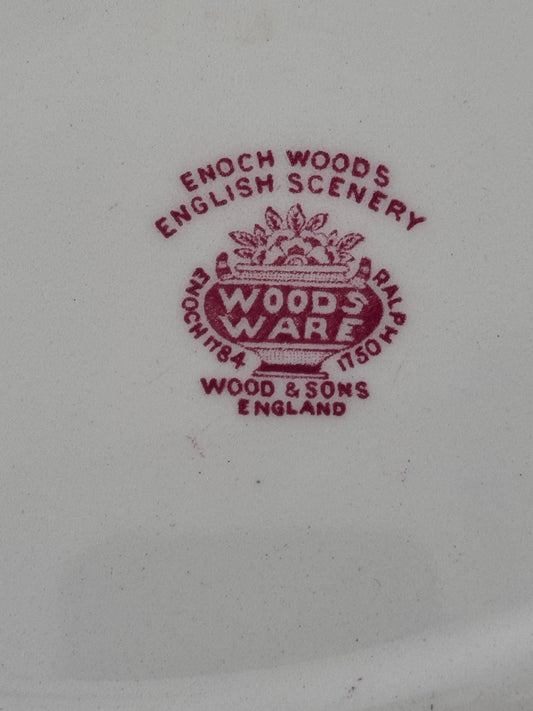 ENOCH WOODS
ENGLISH SCENERY
WOODS
WARE
ENOCH 1784
RALPH 1750
WOOD & SONS
ENGLAND